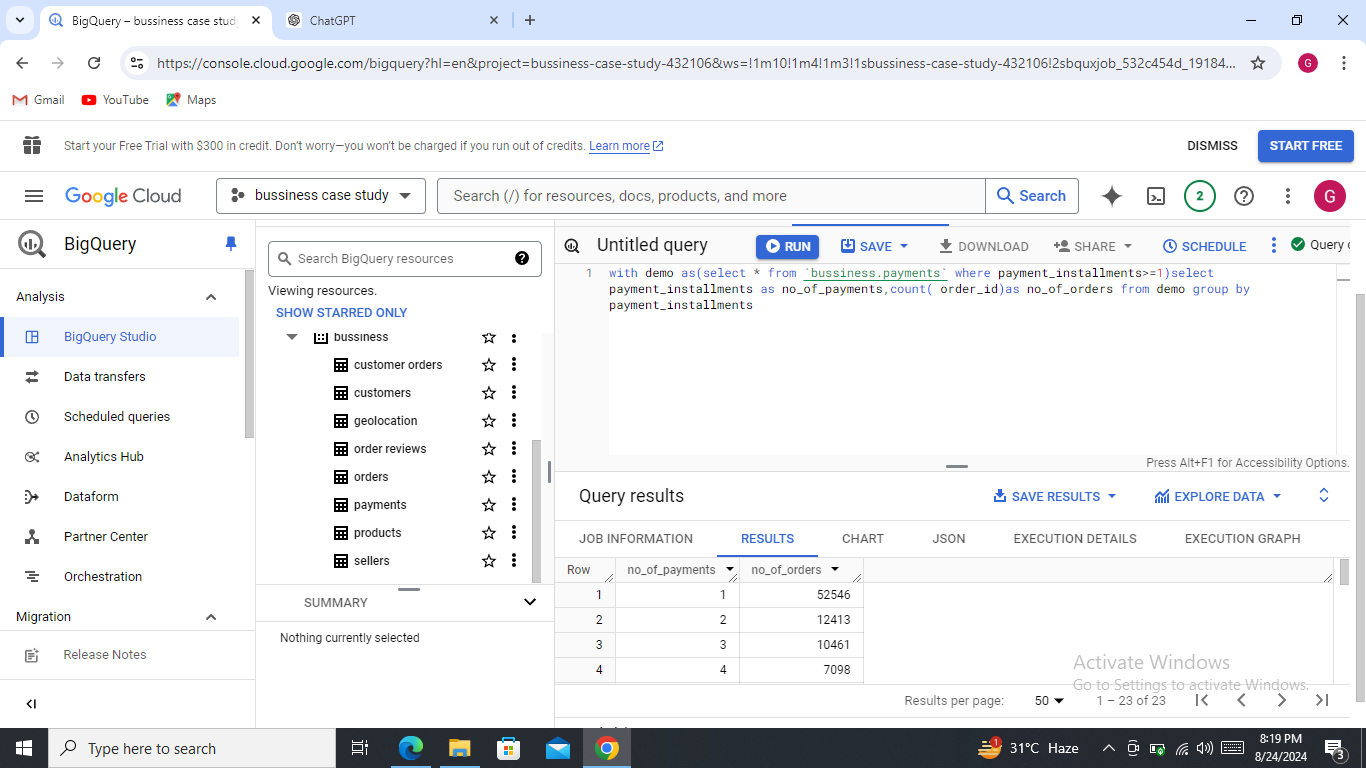 BigQuery – bussiness case stud
ChatGPT
https://console.cloud.google.com/bigquery?hl=en&project=bussiness-case-study-432106&ws=!1m10!1m4!1m3!1sbussiness-case-study-432106!2sbquxjob_532c454d_19184...
G
Gmail
YouTube
Maps
Start your Free Trial with $300 in credit. Don't worry—you won't be charged if you run out of credits. Learn more
DISMISS
START FREE
Google Cloud
bussiness case study
Search (/) for resources, docs, products, and more
Search
2
G
BigQuery
Analysis
BigQuery Studio
Data transfers
Scheduled queries
Analytics Hub
Dataform
Partner Center
Orchestration
Migration
Release Notes
Search BigQuery resources
Viewing resources.
SHOW STARRED ONLY
bussiness
customer orders
customers
geolocation
order reviews
orders
payments
products
sellers
SUMMARY
Nothing currently selected
Untitled query
RUN
SAVE
DOWNLOAD
SHARE
SCHEDULE
Query c
1 with demo as(select * from `bussiness.payments` where payment_installments>=1)select
payment_installments as no_of_payments,count( order_id)as no_of_orders from demo group by
payment_installments
Press Alt+F1 for Accessibility Options.
Query results
SAVE RESULTS
EXPLORE DATA
JOB INFORMATION
RESULTS
CHART
JSON
EXECUTION DETAILS
EXECUTION GRAPH
Row no_of_payments no_of_orders
1 1 52546
2 2 12413
3 3 10461
4 4 7098
Activate Windows
Go to Settings to activate Windows.
Results per page: 50 1 – 23 of 23
Type here to search
1
31°C Haze
8:19 PM
8/24/2024
3